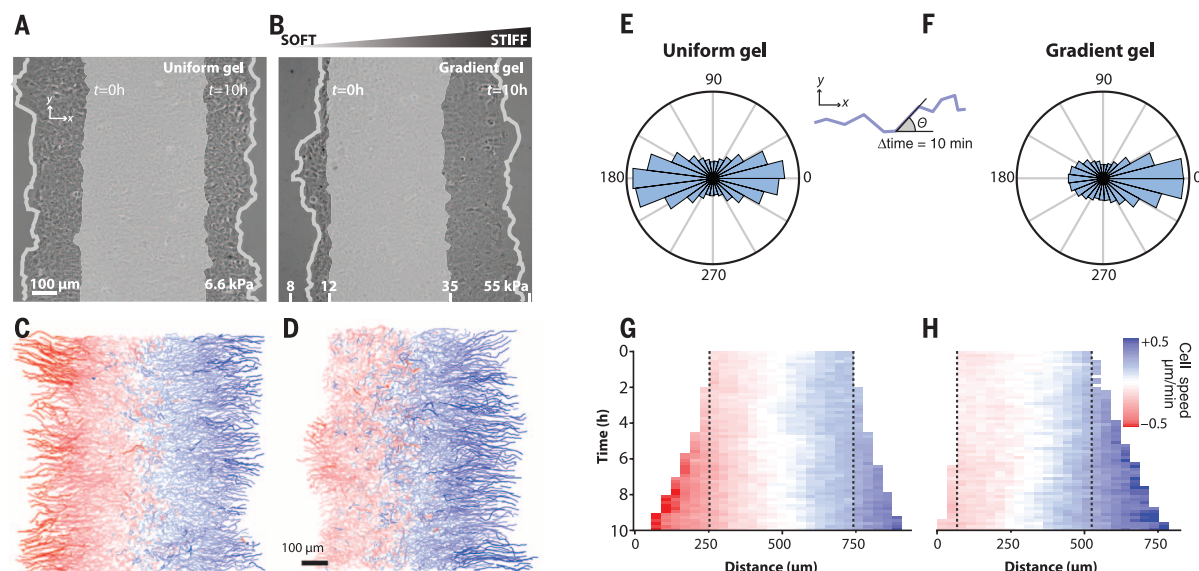 A
Uniform gel
t=0h
t=10h
y
x
100 µm
6.6 kPa
B
SOFT
STIFF
Gradient gel
t=0h
t=10h
8
12
35
55 kPa
C
D
100 µm
E
Uniform gel
90
180
0
270
y
x
Θ
Δtime = 10 min
F
Gradient gel
90
180
0
270
G
0
2
4
6
8
10
Time (h)
0
250
500
750
Distance (µm)
H
0
250
500
750
Distance (µm)
+0.5
−0.5
Cell speed
µm/min